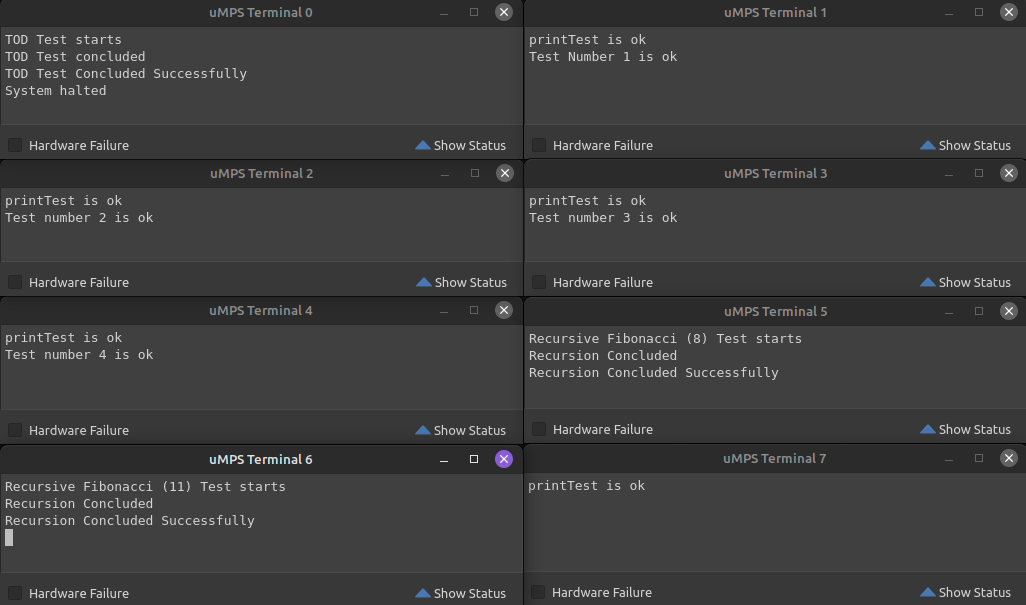 uMPS Terminal 0
TOD Test starts
TOD Test concluded
TOD Test Concluded Successfully
System halted
Hardware Failure
Show Status
uMPS Terminal 1
printTest is ok
Test Number 1 is ok
Hardware Failure
Show Status
uMPS Terminal 2
printTest is ok
Test number 2 is ok
Hardware Failure
Show Status
uMPS Terminal 3
printTest is ok
Test number 3 is ok
Hardware Failure
Show Status
uMPS Terminal 4
printTest is ok
Test number 4 is ok
Hardware Failure
Show Status
uMPS Terminal 5
Recursive Fibonacci (8) Test starts
Recursion Concluded
Recursion Concluded Successfully
Hardware Failure
Show Status
uMPS Terminal 6
Recursive Fibonacci (11) Test starts
Recursion Concluded
Recursion Concluded Successfully
Hardware Failure
Show Status
uMPS Terminal 7
printTest is ok
Hardware Failure
Show Status